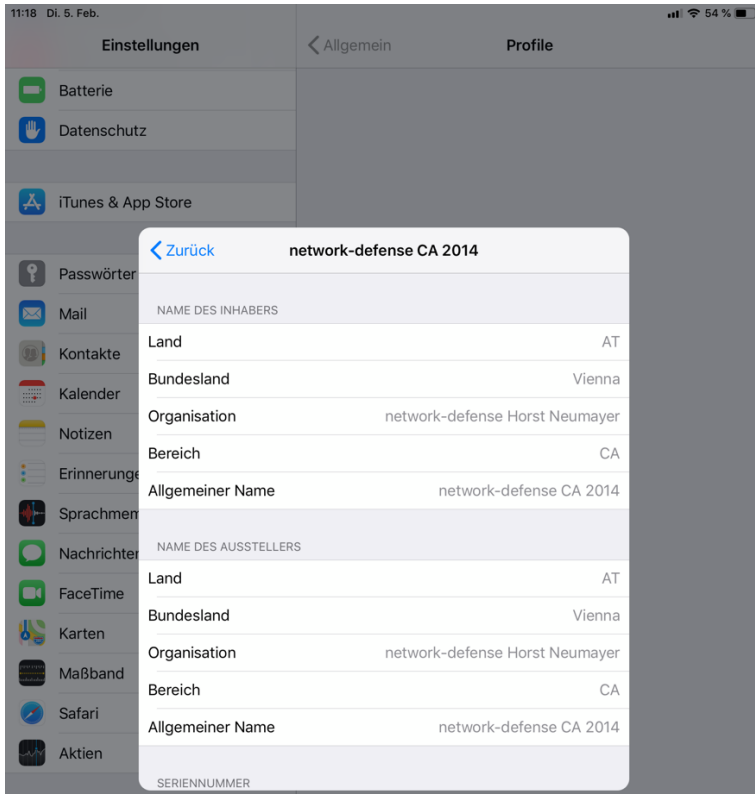 11:18 Di. 5. Feb.
54 %
Einstellungen
Allgemein
Profile
Batterie
Datenschutz
iTunes & App Store
Passwörter
Mail
Kontakte
Kalender
Notizen
Erinnerunge
Sprachmem
Nachrichten
FaceTime
Karten
Maßband
Safari
Aktien
Zurück
network-defense CA 2014
NAME DES INHABERS
Land AT
Bundesland Vienna
Organisation network-defense Horst Neumayer
Bereich CA
Allgemeiner Name network-defense CA 2014
NAME DES AUSSTELLERS
Land AT
Bundesland Vienna
Organisation network-defense Horst Neumayer
Bereich CA
Allgemeiner Name network-defense CA 2014
SERIENNUMMER